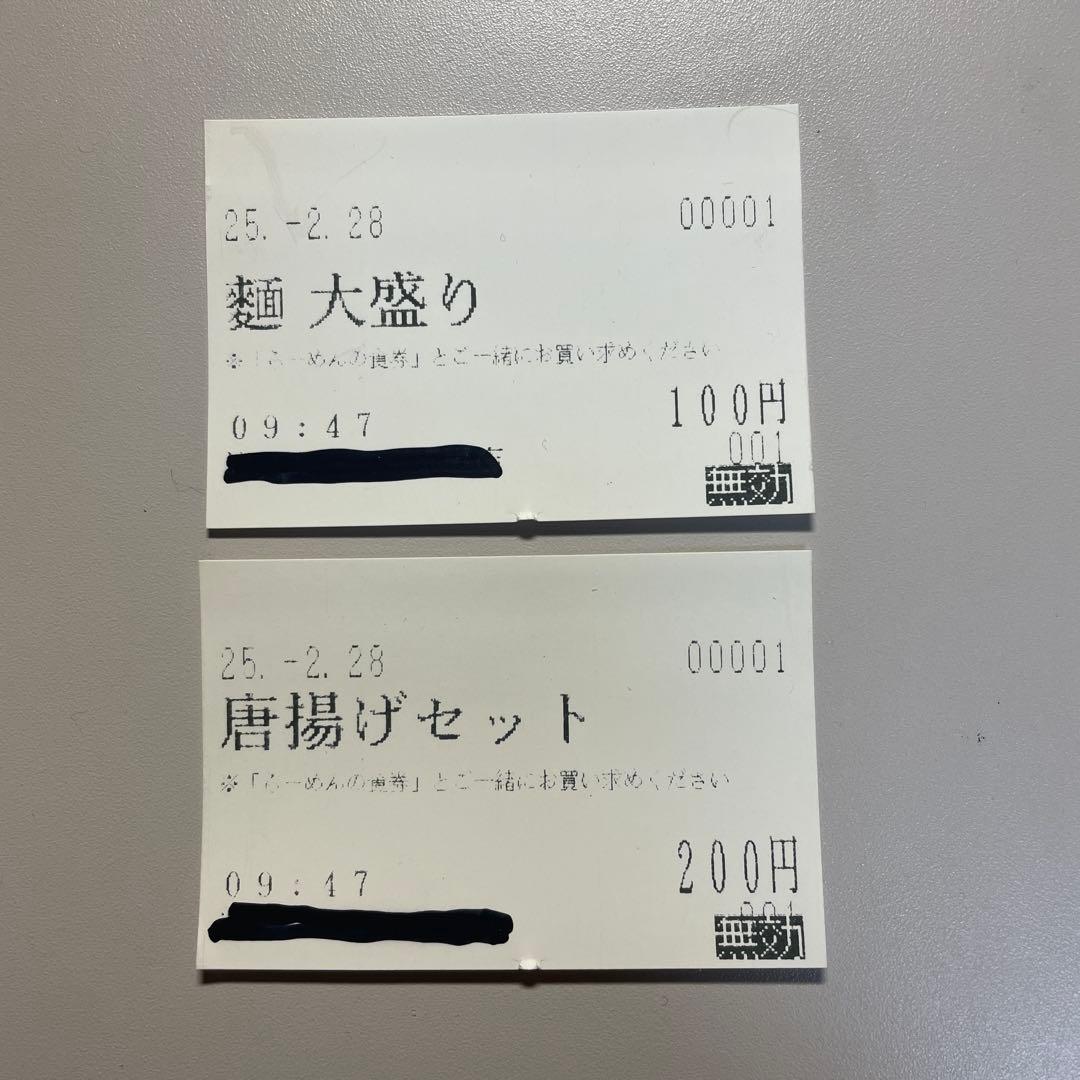 25.-2.28 00001
麵 大盛り
※「らーめんの食券」とご一緒にお買い求めください
100円
09:47
001
無効
25.-2.28 00001
唐揚げセット
※「らーめんの食券」とご一緒にお買い求めください
200円
09:47
001
無効